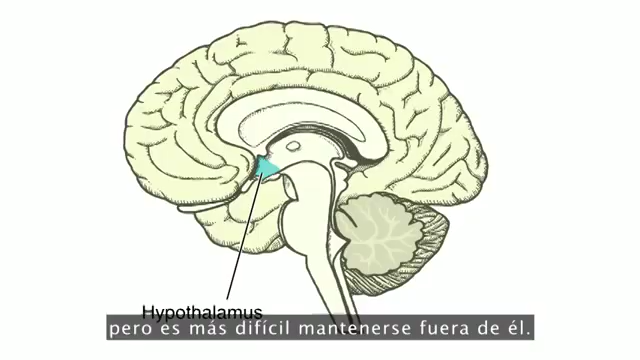 Hypothalamus
pero es más difícil mantenerse fuera de él.